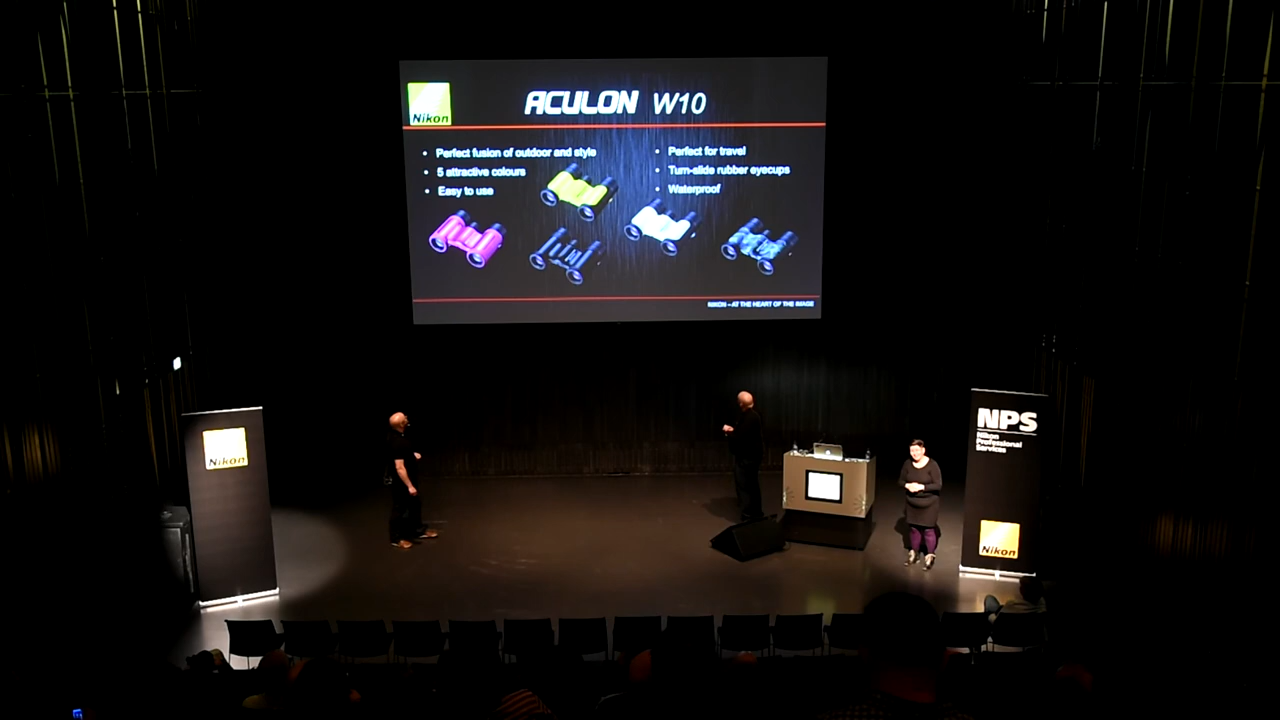 Nikon
ACULON W10
• Perfect fusion of outdoor and style
• 5 attractive colours
• Easy to use
• Perfect for travel
• Turn-slide rubber eyecups
• Waterproof
NIKON – AT THE HEART OF THE IMAGE
Nikon
NPS
Nikon
Professional
Services
Nikon